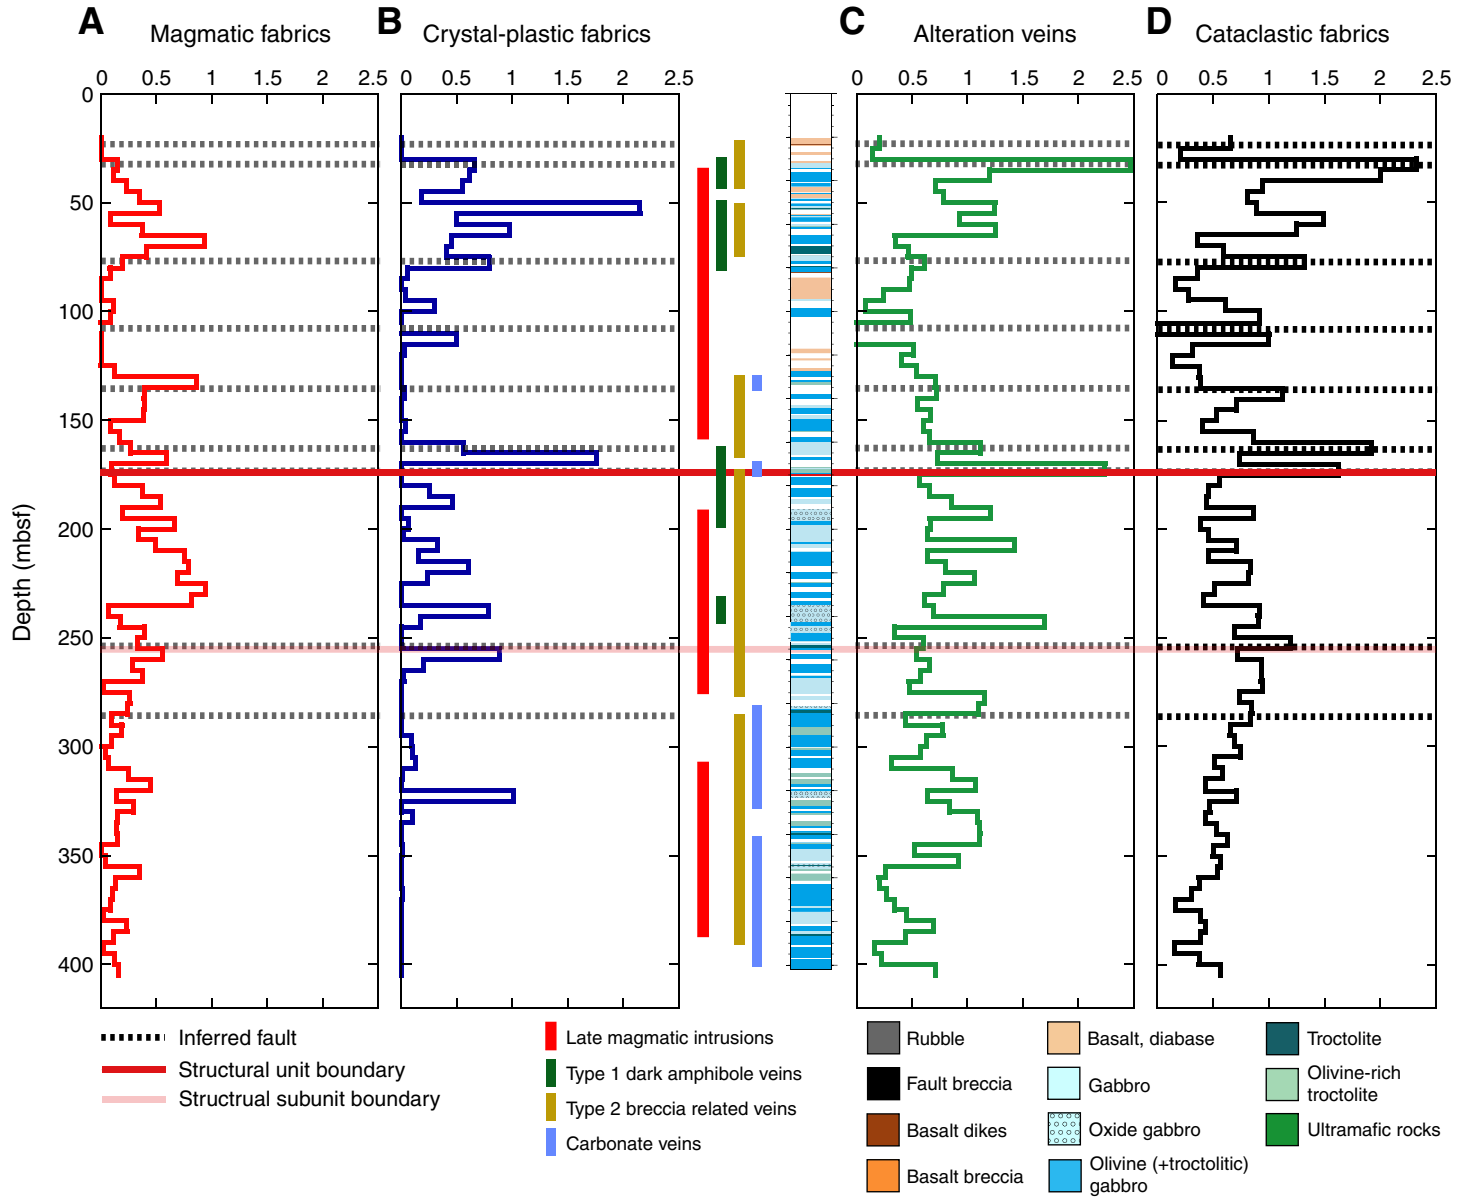 A Magmatic fabrics
B Crystal-plastic fabrics
C Alteration veins
D Cataclastic fabrics
0 0.5 1 1.5 2 2.5
0 0.5 1 1.5 2 2.5
0 0.5 1 1.5 2 2.5
0 0.5 1 1.5 2 2.5
Depth (mbsf)
0
50
100
150
200
250
300
350
400
Inferred fault
Structural unit boundary
Structrual subunit boundary
Late magmatic intrusions
Type 1 dark amphibole veins
Type 2 breccia related veins
Carbonate veins
Rubble
Fault breccia
Basalt dikes
Basalt breccia
Basalt, diabase
Gabbro
Oxide gabbro
Olivine (+troctolitic)
gabbro
Troctolite
Olivine-rich
troctolite
Ultramafic rocks